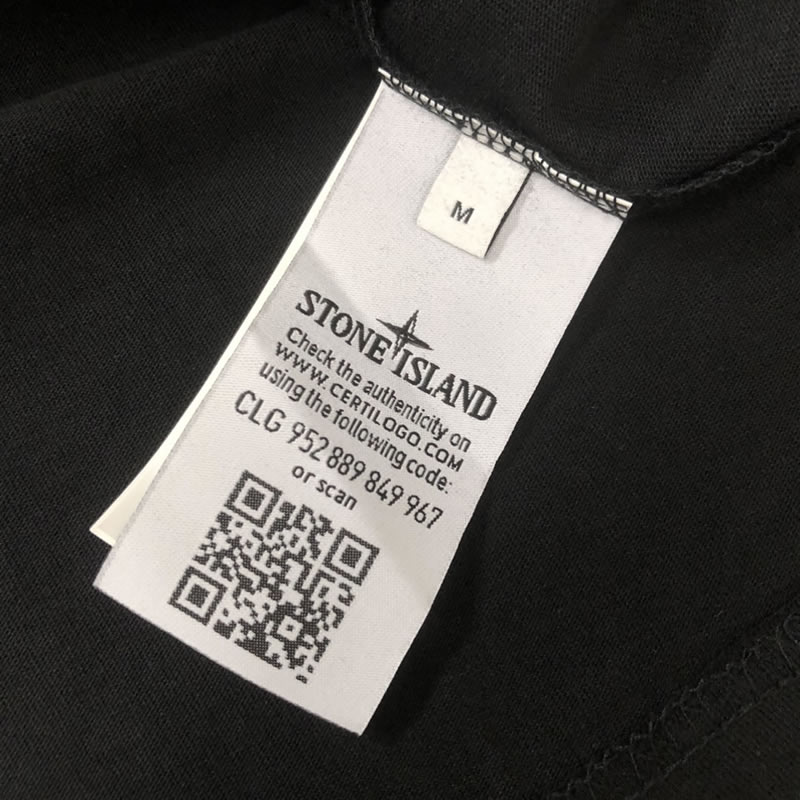 M
STONE ISLAND
Check the authenticity on
WWW.CERTILOGO.COM
using the following code:
CLG 952 889 849 967
or scan